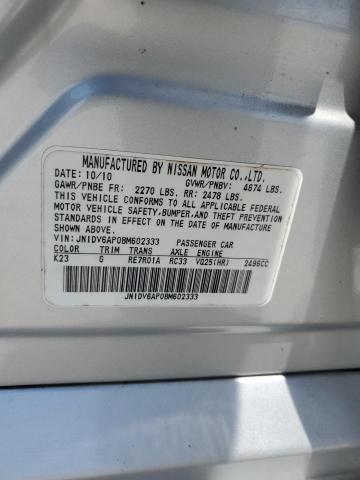 MANUFACTURED BY NISSAN MOTOR CO.,LTD.
DATE: 10/10 GVWR/PNBV: 4674 LBS.
GAWR/PNBE FR: 2270 LBS. RR: 2478 LBS.
THIS VEHICLE CONFORMS TO ALL APPLICABLE FEDERAL
MOTOR VEHICLE SAFETY,BUMPER,AND THEFT PREVENTION
STANDARDS IN EFFECT ON THE DATE OF MANUFACTURE
SHOWN ABOVE.
VIN: JN1DV6AP0BM602333 PASSENGER CAR
COLOR TRIM TRANS AXLE ENGINE
K23 G RE7R01A RC33 VQ25(HR) 2496CC
JN1DV6AP0BM602333